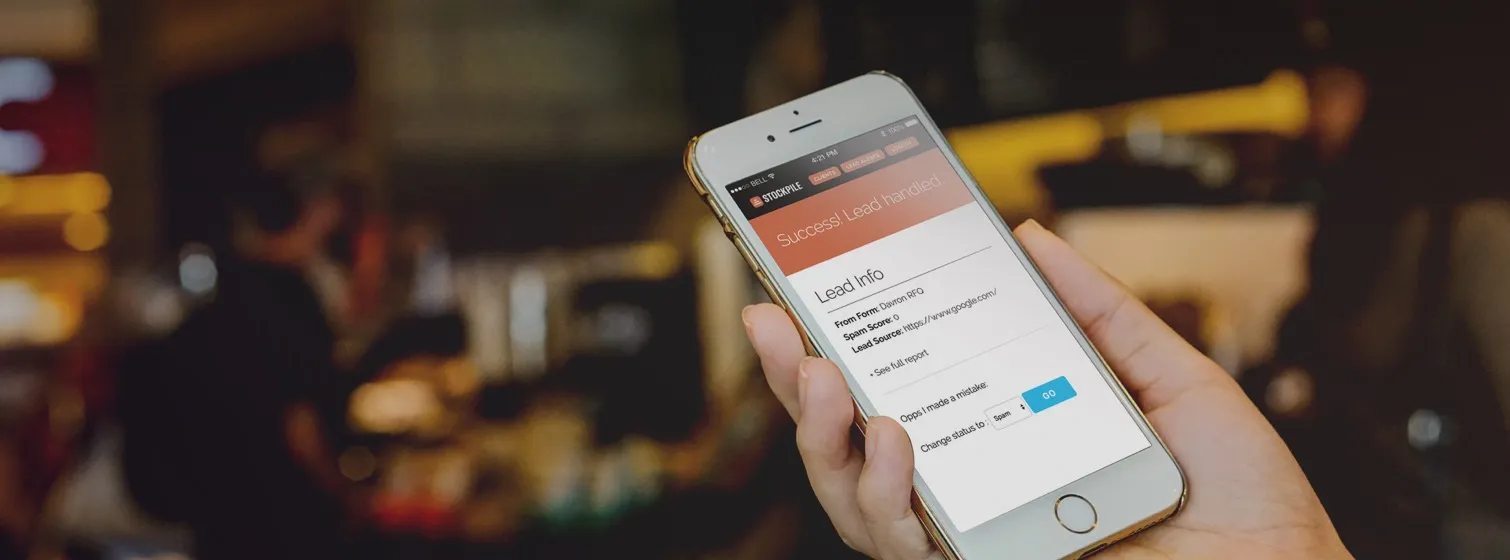 BELL 4:21 PM 100%
STOCKPILE CLIENTS LEAD ALERTS
Success! Lead handled.
Lead Info
From Form: Davron RFQ
Spam Score: 0
Lead Source: https://www.google.com/
• See full report
Opps I made a mistake:
Change status to : Spam GO